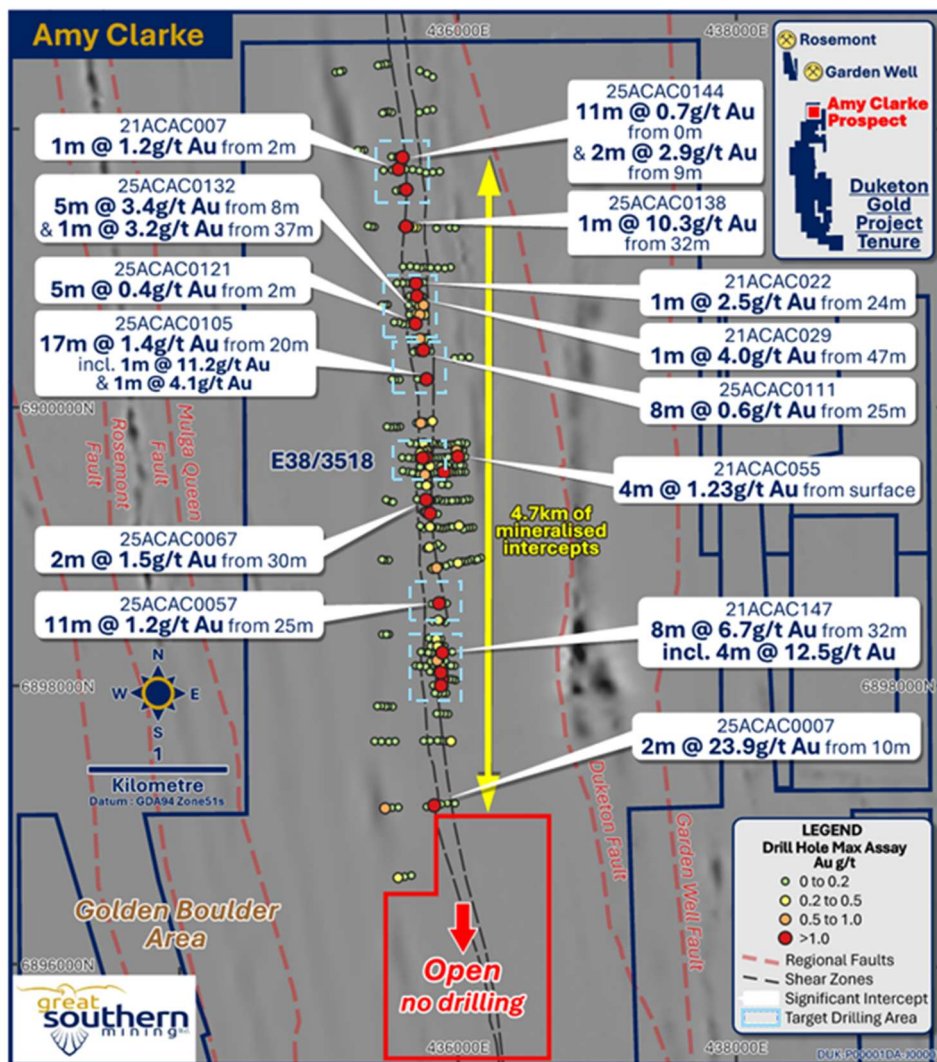 Amy Clarke
436000E
438000E
Rosemont
Garden Well
Amy Clarke
Prospect
Duketon
Gold
Project
Tenure
21ACAC007
1m @ 1.2g/t Au from 2m
25ACAC0144
11m @ 0.7g/t Au
from 0m
& 2m @ 2.9g/t Au
from 9m
25ACAC0132
5m @ 3.4g/t Au from 8m
& 1m @ 3.2g/t Au from 37m
25ACAC0138
1m @ 10.3g/t Au
from 32m
25ACAC0121
5m @ 0.4g/t Au from 2m
21ACAC022
1m @ 2.5g/t Au from 24m
25ACAC0105
17m @ 1.4g/t Au from 20m
incl. 1m @ 11.2g/t Au
& 1m @ 4.1g/t Au
21ACAC029
1m @ 4.0g/t Au from 47m
25ACAC0111
8m @ 0.6g/t Au from 25m
6900000N
Rosemont
Fault
Mulga Queen
Fault
E38/3518
21ACAC055
4m @ 1.23g/t Au from surface
4.7km of
mineralised
intercepts
25ACAC0067
2m @ 1.5g/t Au from 30m
25ACAC0057
11m @ 1.2g/t Au from 25m
21ACAC147
8m @ 6.7g/t Au from 32m
incl. 4m @ 12.5g/t Au
6898000N
6898000N
N
W
E
S
1
Kilometre
Datum : GDA94 Zone51s
25ACAC0007
2m @ 23.9g/t Au from 10m
Duketon Fault
Garden Well Fault
Golden Boulder
Area
Open
no drilling
LEGEND
Drill Hole Max Assay
Au g/t
0 to 0.2
0.2 to 0.5
0.5 to 1.0
>1.0
Regional Faults
Shear Zones
Significant Intercept
Target Drilling Area
6896000N
great
southern
mining
436000E
438000E